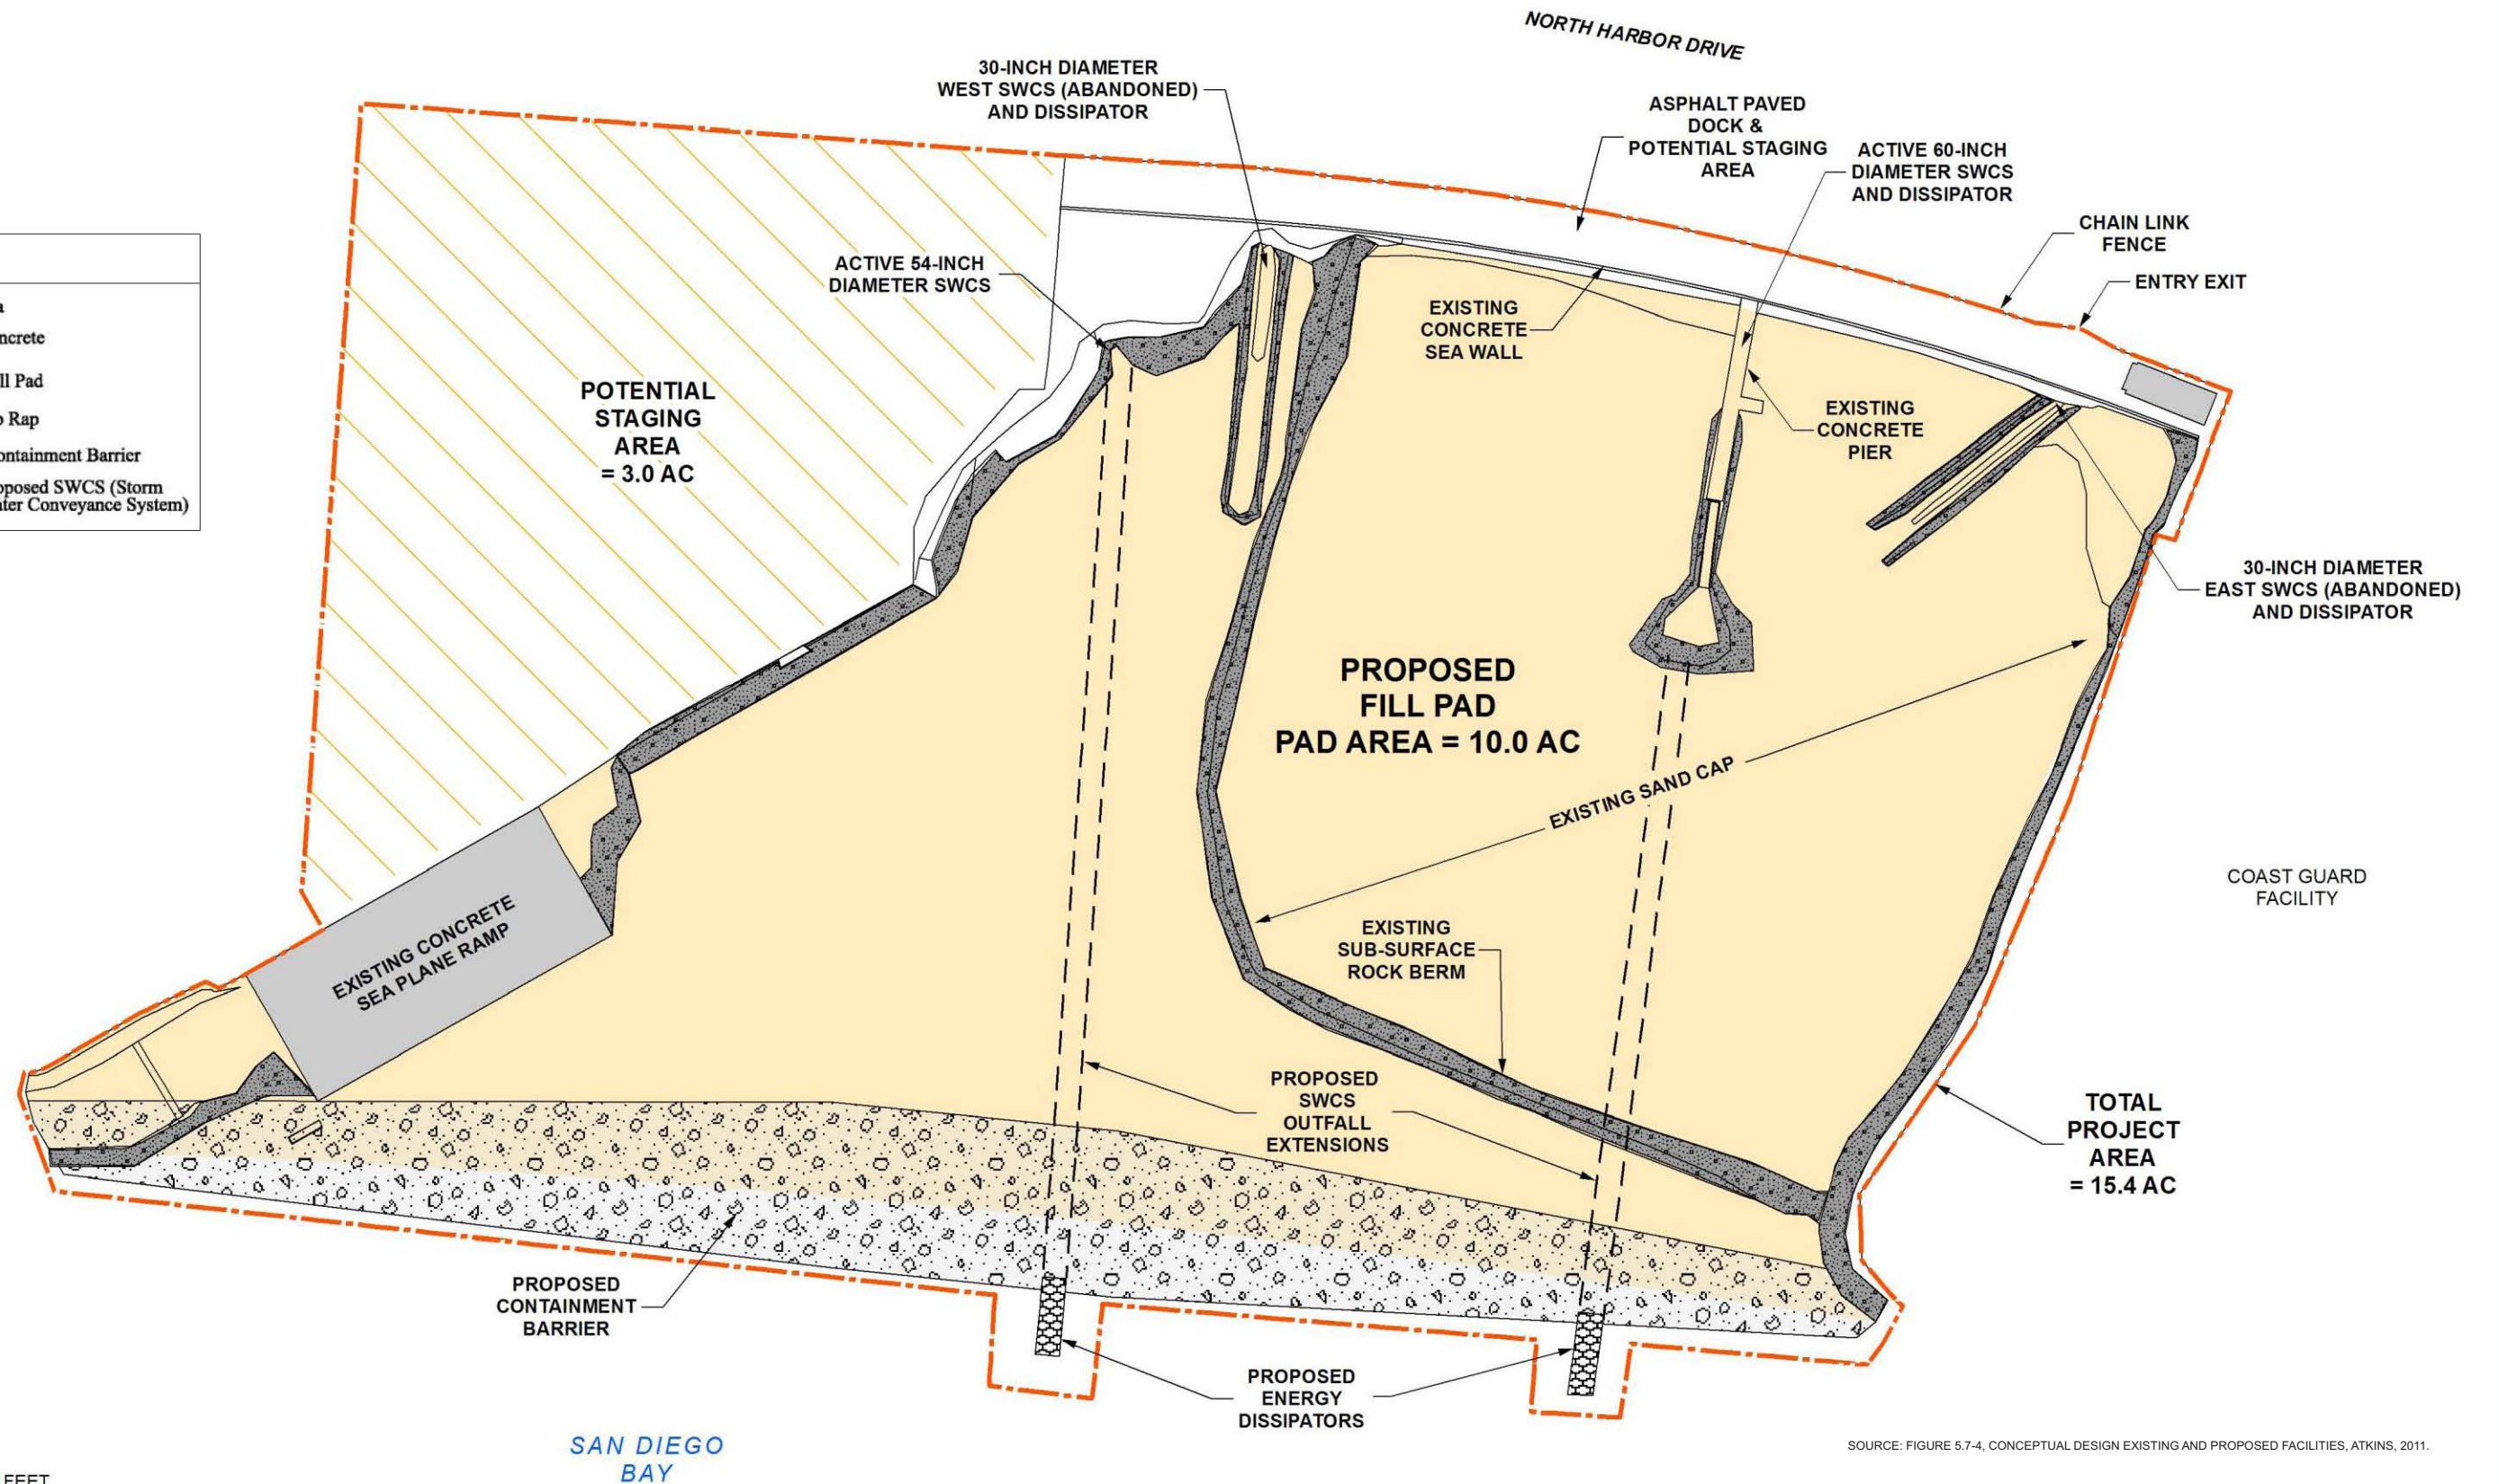 NORTH HARBOR DRIVE
30-INCH DIAMETER
WEST SWCS (ABANDONED)
AND DISSIPATOR
ASPHALT PAVED
DOCK &
POTENTIAL STAGING
AREA
ACTIVE 60-INCH
DIAMETER SWCS
AND DISSIPATOR
CHAIN LINK
FENCE
ENTRY EXIT
ACTIVE 54-INCH
DIAMETER SWCS
EXISTING
CONCRETE
SEA WALL
ncrete
ll Pad
Rap
ontainment Barrier
oposed SWCS (Storm
ater Conveyance System)
POTENTIAL
STAGING
AREA
= 3.0 AC
EXISTING
CONCRETE
PIER
30-INCH DIAMETER
EAST SWCS (ABANDONED)
AND DISSIPATOR
PROPOSED
FILL PAD
PAD AREA = 10.0 AC
EXISTING SAND CAP
COAST GUARD
FACILITY
EXISTING CONCRETE
SEA PLANE RAMP
EXISTING
SUB-SURFACE
ROCK BERM
PROPOSED
SWCS
OUTFALL
EXTENSIONS
TOTAL
PROJECT
AREA
= 15.4 AC
PROPOSED
CONTAINMENT
BARRIER
PROPOSED
ENERGY
DISSIPATORS
SAN DIEGO
BAY
SOURCE: FIGURE 5.7-4, CONCEPTUAL DESIGN EXISTING AND PROPOSED FACILITIES, ATKINS, 2011.
FEET